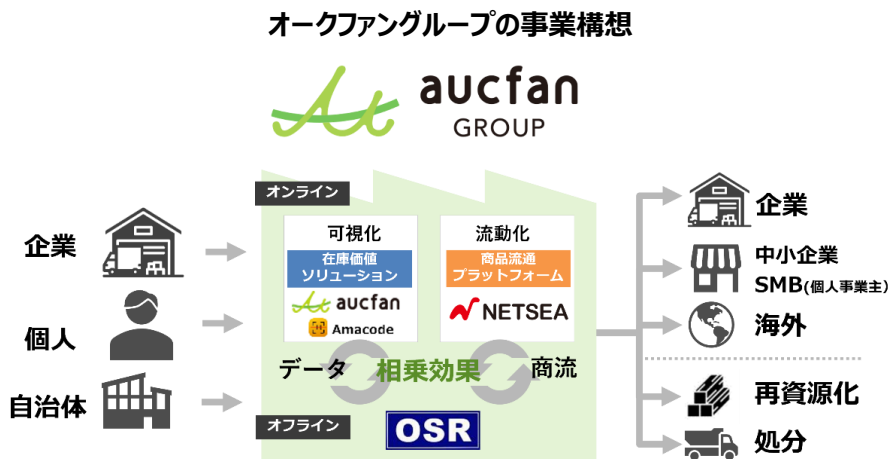 オークファングループの事業構想
aucfan
GROUP
オンライン
企業
個人
自治体
可視化
在庫価値
ソリューション
aucfan
Amacode
流動化
商品流通
プラットフォーム
NETSEA
データ
相乗効果
商流
オフライン
OSR
企業
中小企業
SMB(個人事業主)
海外
再資源化
処分